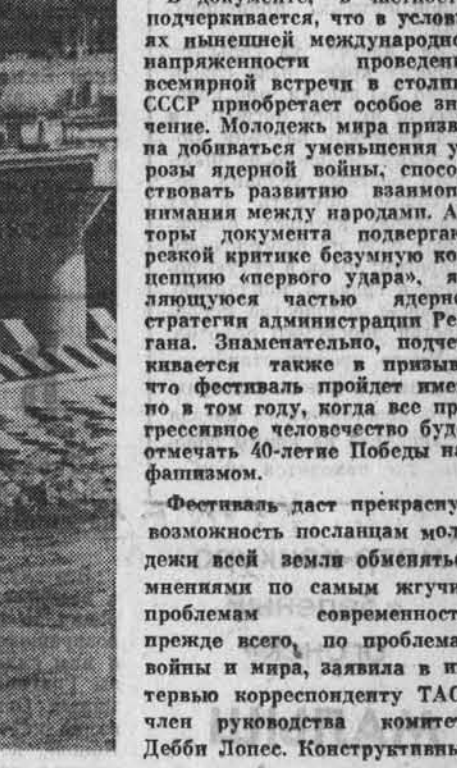 В документе, в частност
подчеркивается, что в услови
ях нынешней международно
напряженности проведени
всемирной встречи в столиц
СССР приобретает особое зн
чение. Молодежь мира призв
на добиваться уменьшения у
розы ядерной войны, спосо
ствовать развитию взаимоп
нимания между народами. А
торы документа подвергаю
резкой критике безумную ко
цепцию «первого удара», я
ляющуюся частью ядерно
стратегии администрации Ре
гана. Знаменательно, подче
кивается также в призыв
что фестиваль пройдет име
но в том году, когда все пр
грессивное человечество буд
отмечать 40-летие Победы на
фашизмом.
Фестиваль даст прекрасну
возможность посланцам мол
дежи всей земли обменятьс
мнениями по самым жгучи
проблемам современност
прежде всего, по проблема
войны и мира, заявила в и
тервью корреспонденту ТАС
член руководства комитет
Дебби Лопес. Конструктивны